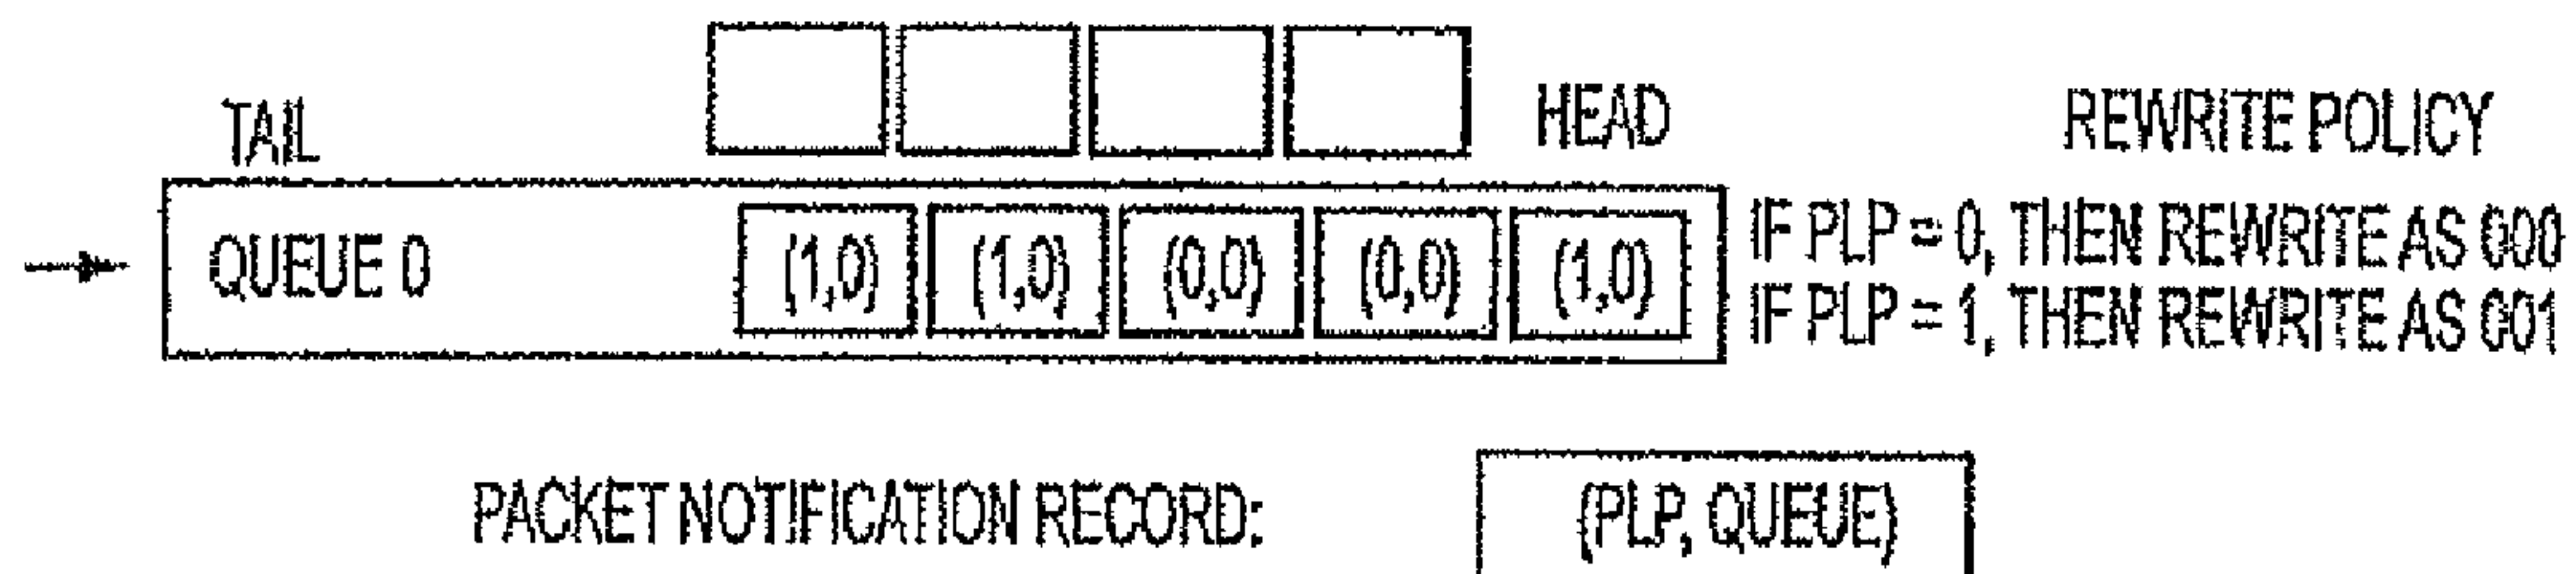 TAIL
HEAD
REWRITE POLICY
QUEUE 0
(1,0) (1,0) (0,0) (0,0) (1,0)
IF PLP = 0, THEN REWRITE AS 000
IF PLP = 1, THEN REWRITE AS 001
PACKET NOTIFICATION RECORD:
(PLP, QUEUE)